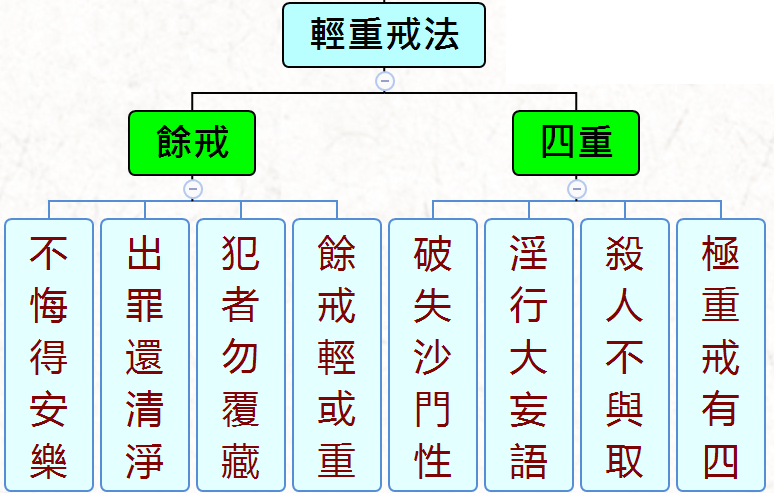 輕重戒法
四重
極重戒有四
殺人不與取
淫行大妄語
破失沙門性
餘戒
餘戒輕或重
犯者勿覆藏
出罪還清淨
不悔得安樂